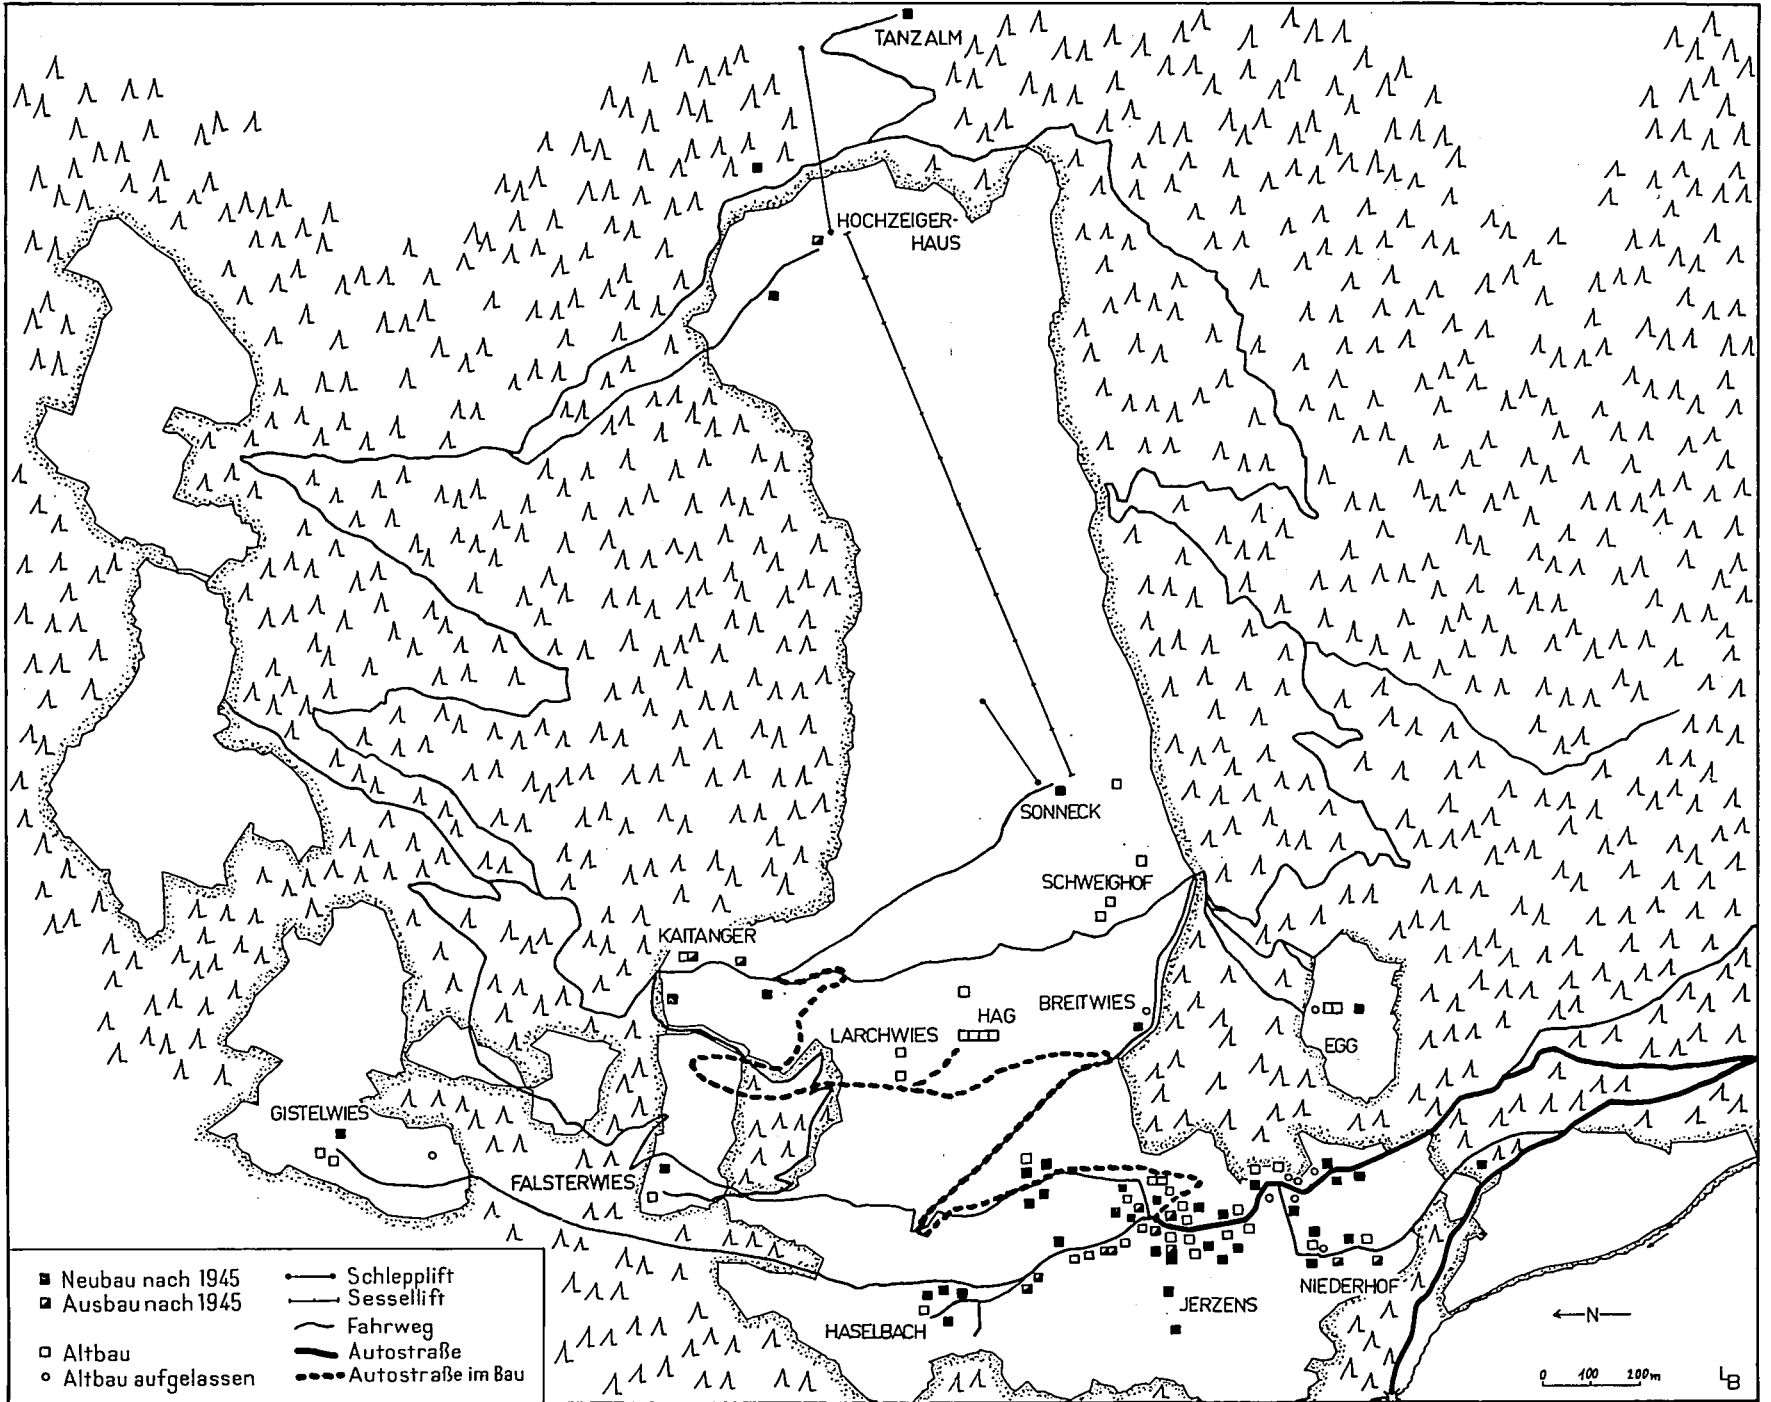 TANZALM
HOCHZEIGER-
HAUS
SONNECK
SCHWEIGHOF
KAITANGER
BREITWIES
HAG
LARCHWIES
EGG
GISTELWIES
FALSTERWIES
NIEDERHOF
JERZENS
HASELBACH
Neubau nach 1945
Ausbau nach 1945
Altbau
Altbau aufgelassen
Schlepplift
Sessellift
Fahrweg
Autostraße
Autostraße im Bau
N
0 100 200m
LB